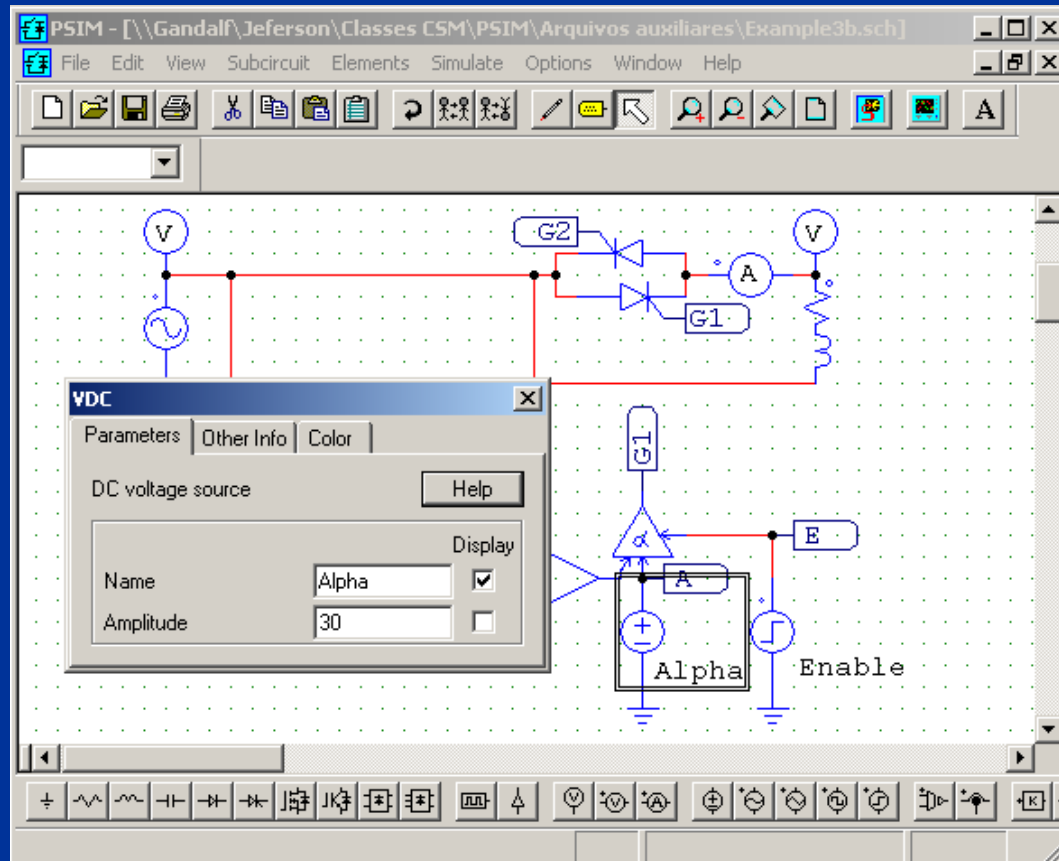 PSIM - [\\Gandalf\Jeferson\Classes CSM\PSIM\Arquivos auxiliares\Example3b.sch]
File Edit View Subcircuit Elements Simulate Options Window Help
A
V
G2
V
A
G1
VDC
Parameters Other Info Color
DC voltage source Help
Display
Name Alpha
Amplitude 30
G1
α
E
A
Alpha
Enable
V
V
A
K